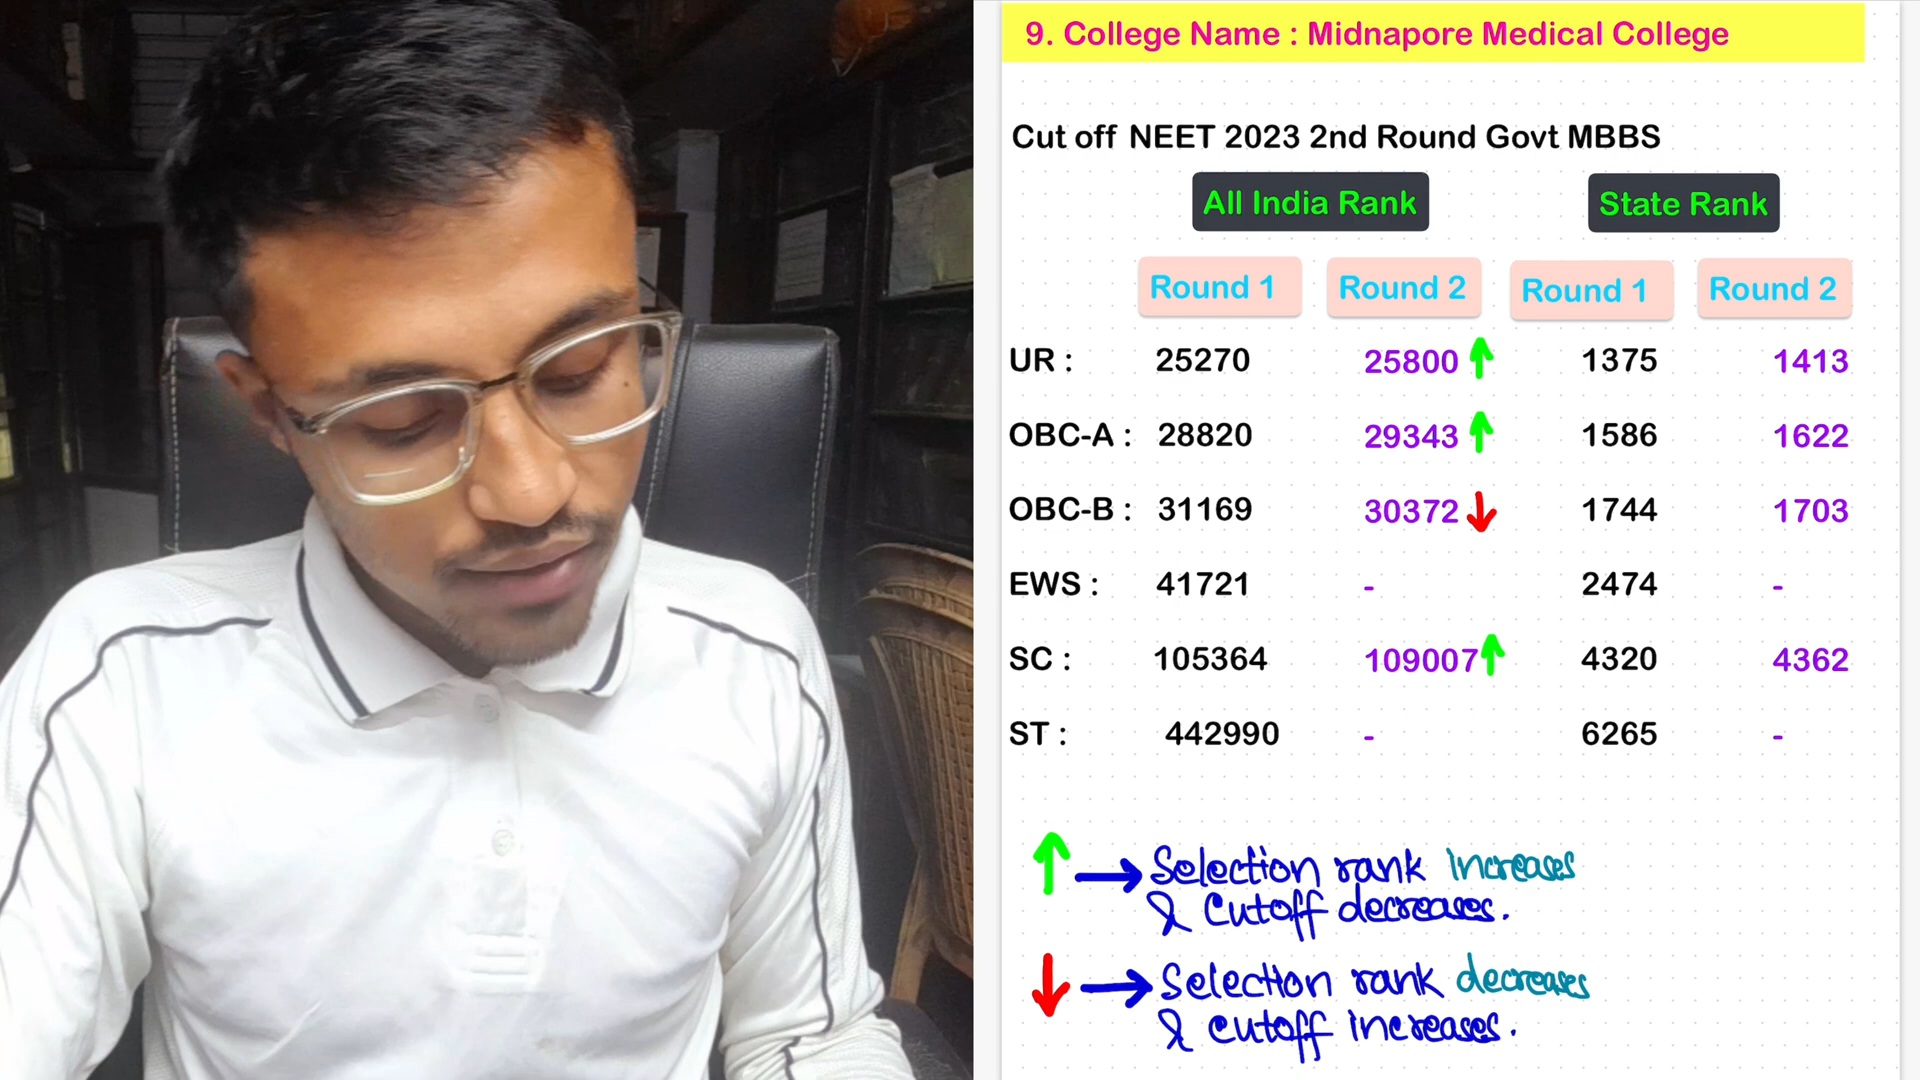 9. College Name : Midnapore Medical College
Cut off NEET 2023 2nd Round Govt MBBS
All India Rank State Rank
Round 1 Round 2 Round 1 Round 2
UR : 25270 25800 ↑ 1375 1413
OBC-A : 28820 29343 ↑ 1586 1622
OBC-B : 31169 30372 ↓ 1744 1703
EWS : 41721 - 2474 -
SC : 105364 109007 ↑ 4320 4362
ST : 442990 - 6265 -
↑ → Selection rank increases
& Cutoff decreases.
↓ → Selection rank decreases
& cutoff increases.